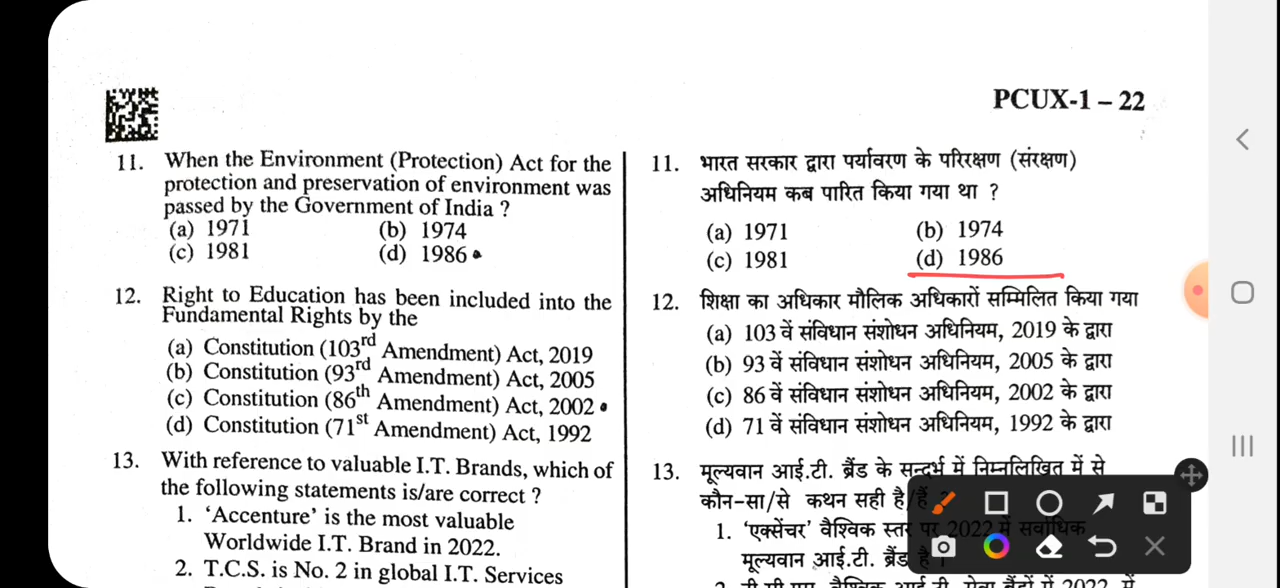 PCUX-1 – 22
11. When the Environment (Protection) Act for the
protection and preservation of environment was
passed by the Government of India ?
(a) 1971 (b) 1974
(c) 1981 (d) 1986
12. Right to Education has been included into the
Fundamental Rights by the
(a) Constitution (103rd Amendment) Act, 2019
(b) Constitution (93rd Amendment) Act, 2005
(c) Constitution (86th Amendment) Act, 2002
(d) Constitution (71st Amendment) Act, 1992
13. With reference to valuable I.T. Brands, which of
the following statements is/are correct ?
1. ‘Accenture’ is the most valuable
Worldwide I.T. Brand in 2022.
2. T.C.S. is No. 2 in global I.T. Services
11. भारत सरकार द्वारा पर्यावरण के परिरक्षण (संरक्षण)
अधिनियम कब पारित किया गया था ?
(a) 1971 (b) 1974
(c) 1981 (d) 1986
12. शिक्षा का अधिकार मौलिक अधिकारों सम्मिलित किया गया
(a) 103 वें संविधान संशोधन अधिनियम, 2019 के द्वारा
(b) 93 वें संविधान संशोधन अधिनियम, 2005 के द्वारा
(c) 86 वें संविधान संशोधन अधिनियम, 2002 के द्वारा
(d) 71 वें संविधान संशोधन अधिनियम, 1992 के द्वारा
13. मूल्यवान आई.टी. ब्रैंड के सन्दर्भ में निम्नलिखित में से
कौन-सा/से कथन सही है/हैं ?
1. ‘एक्सेंचर’ वैश्विक स्तर पर 2022 में सर्वाधिक
मूल्यवान आई.टी. ब्रैंड है ।